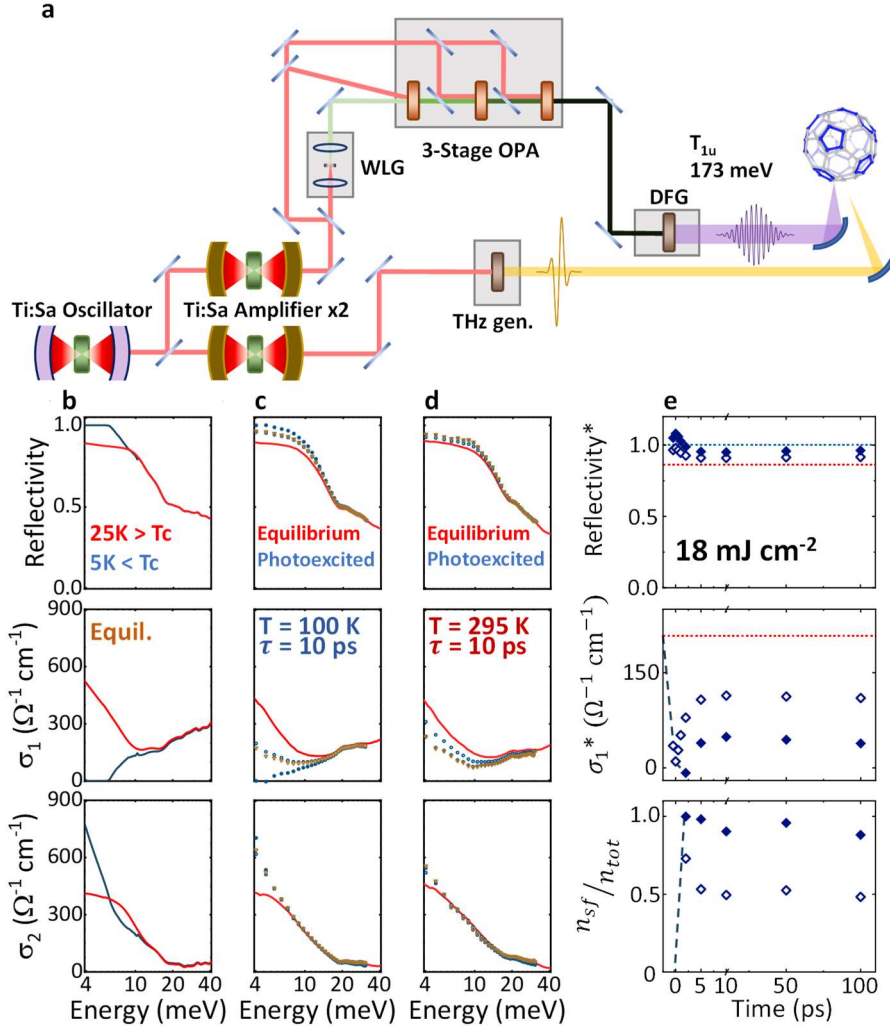 a
3-Stage OPA
WLG
T1u
173 meV
DFG
Ti:Sa Oscillator
Ti:Sa Amplifier x2
THz gen.
b
c
d
e
Reflectivity
1.0
0.5
0.0
25K > Tc
5K < Tc
Equilibrium
Photoexcited
Equilibrium
Photoexcited
Reflectivity*
1.0
0.5
0.0
18 mJ cm-2
σ1 (Ω-1 cm-1)
900
600
300
0
Equil.
T = 100 K
τ = 10 ps
T = 295 K
τ = 10 ps
σ1* (Ω−1 cm−1)
150
0
σ2 (Ω-1 cm-1)
900
600
300
0
nsf/ntot
1.0
0.5
0
4 10 20 40
4 10 20 40
4 10 20 40
0 5 10 50 100
Energy (meV)
Energy (meV)
Energy (meV)
Time (ps)